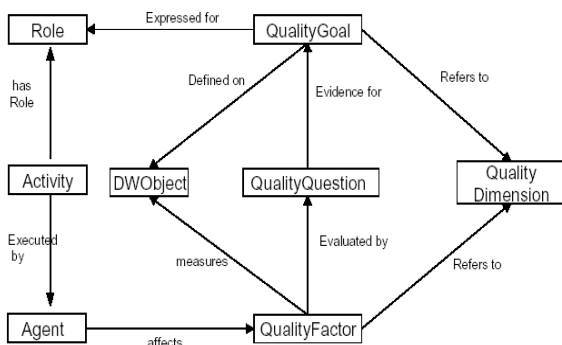 Role
Expressed for
QualityGoal
has
Role
Defined on
Evidence for
Refers to
Activity
DWObject
QualityQuestion
Quality
Dimension
Executed
by
measures
Evaluated by
Refers to
Agent
affects
QualityFactor